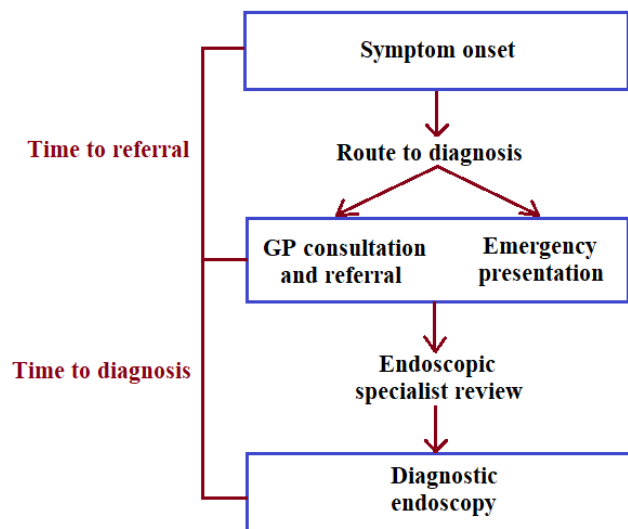 Symptom onset
Time to referral
Route to diagnosis
GP consultation
and referral
Emergency
presentation
Time to diagnosis
Endoscopic
specialist review
Diagnostic
endoscopy